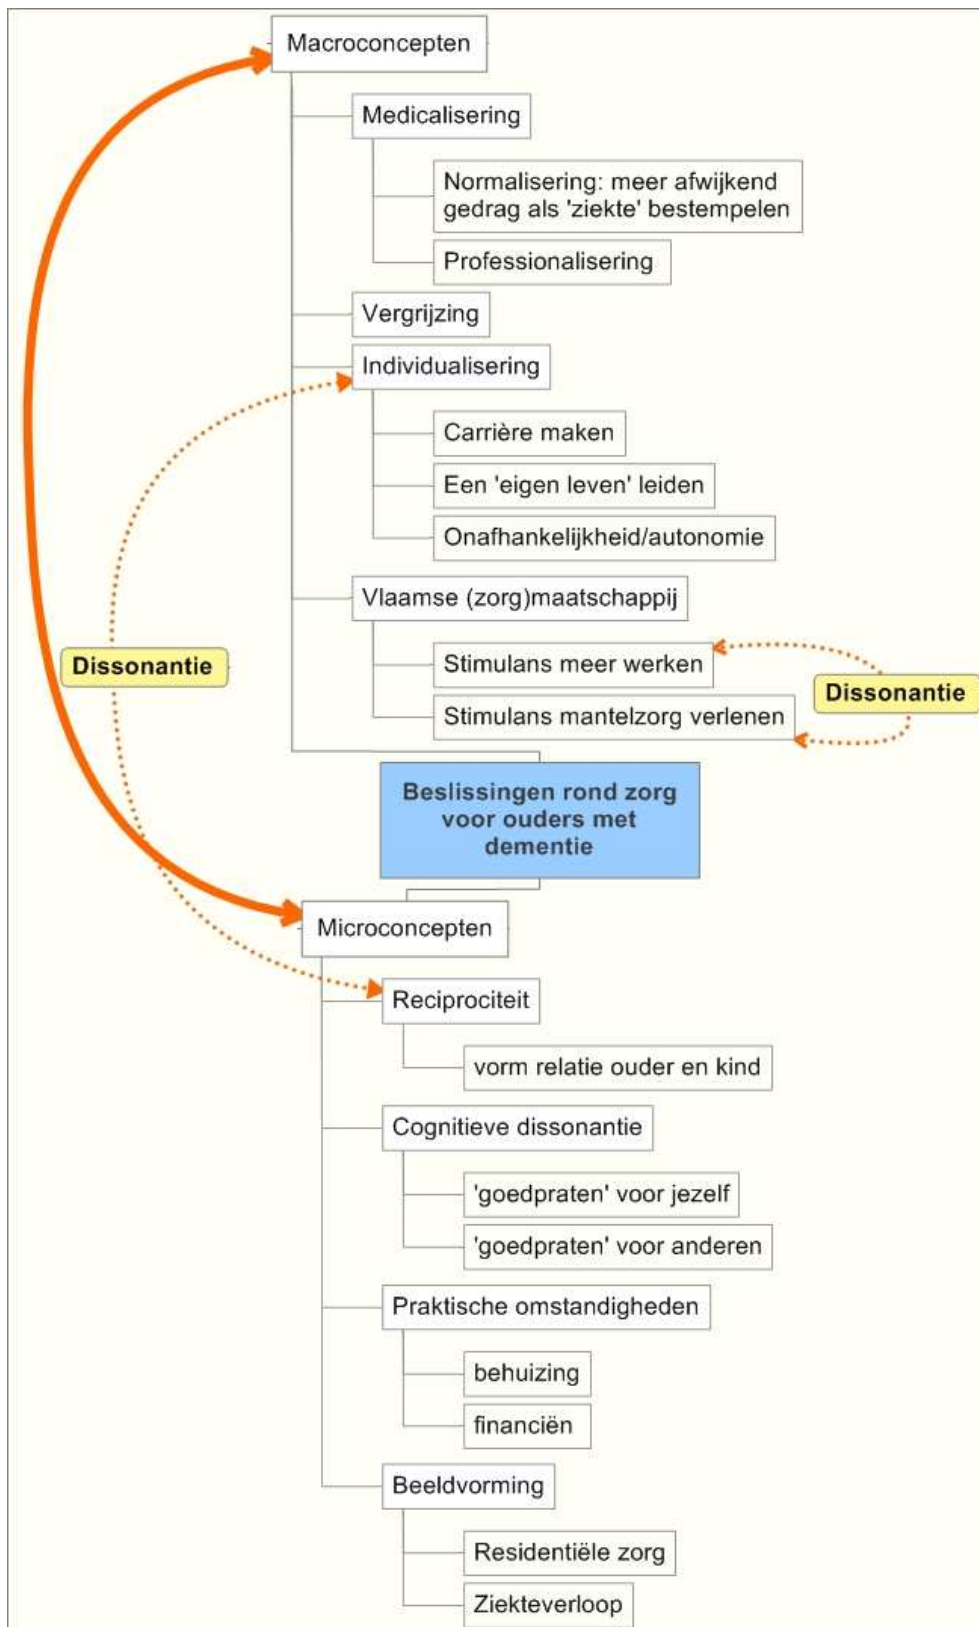 Macroconcepten
Medicalisering
Normalisering: meer afwijkend
gedrag als 'ziekte' bestempelen
Professionalisering
Vergrijzing
Individualisering
Carrière maken
Een 'eigen leven' leiden
Onafhankelijkheid/autonomie
Vlaamse (zorg)maatschappij
Stimulans meer werken
Dissonantie
Dissonantie
Stimulans mantelzorg verlenen
Beslissingen rond zorg
voor ouders met
dementie
Microconcepten
Reciprociteit
vorm relatie ouder en kind
Cognitieve dissonantie
'goedpraten' voor jezelf
'goedpraten' voor anderen
Praktische omstandigheden
behuizing
financiën
Beeldvorming
Residentiële zorg
Ziekteverloop